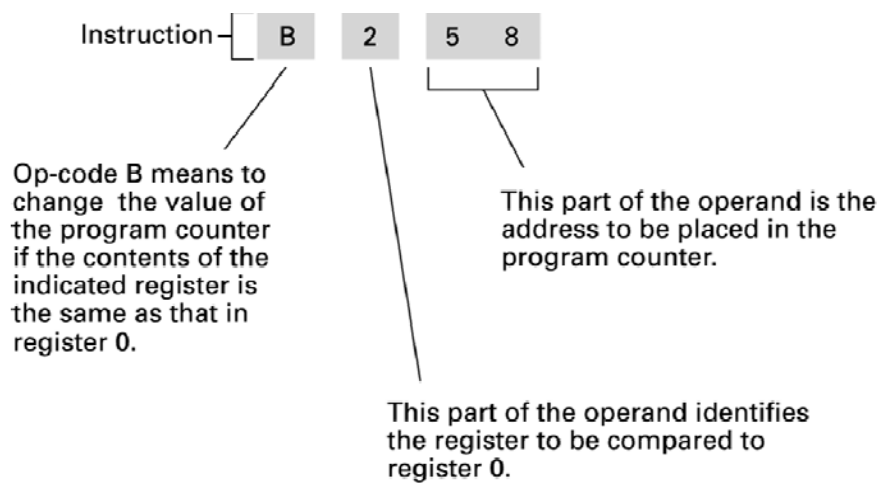 Instruction B 2 5 8
Op-code B means to
change the value of
the program counter
if the contents of the
indicated register is
the same as that in
register 0.
This part of the operand is the
address to be placed in the
program counter.
This part of the operand identifies
the register to be compared to
register 0.